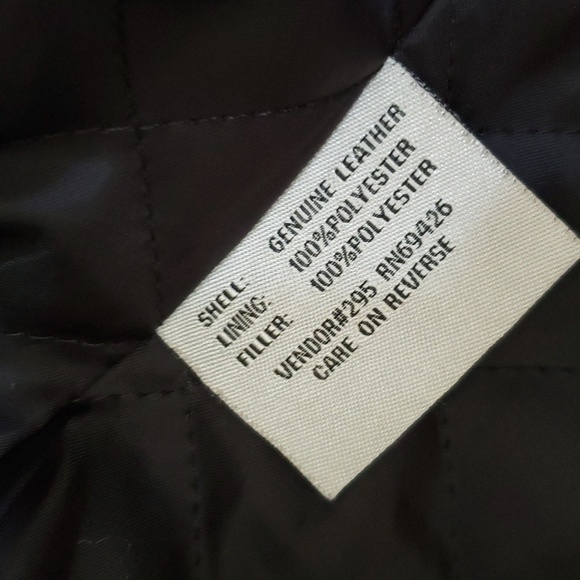 SHELL: GENUINE LEATHER
LINING: 100%POLYESTER
FILLER: 100%POLYESTER
VENDOR#295 RN69426
CARE ON REVERSE